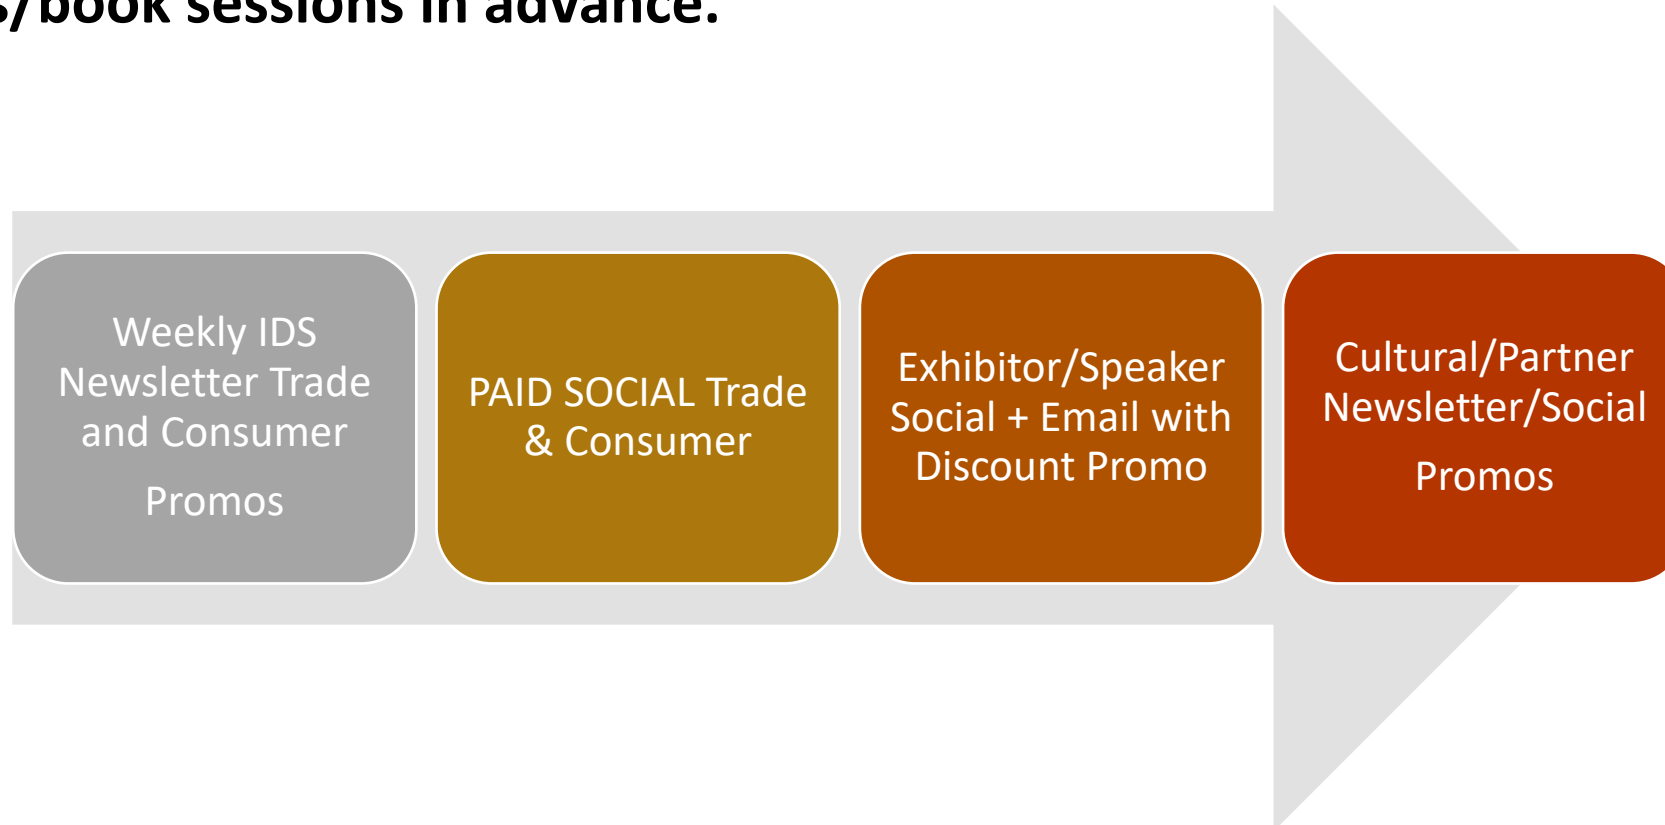 /book sessions in advance.
Weekly IDS
Newsletter Trade
and Consumer
Promos
PAID SOCIAL Trade
& Consumer
Exhibitor/Speaker
Social + Email with
Discount Promo
Cultural/Partner
Newsletter/Social
Promos